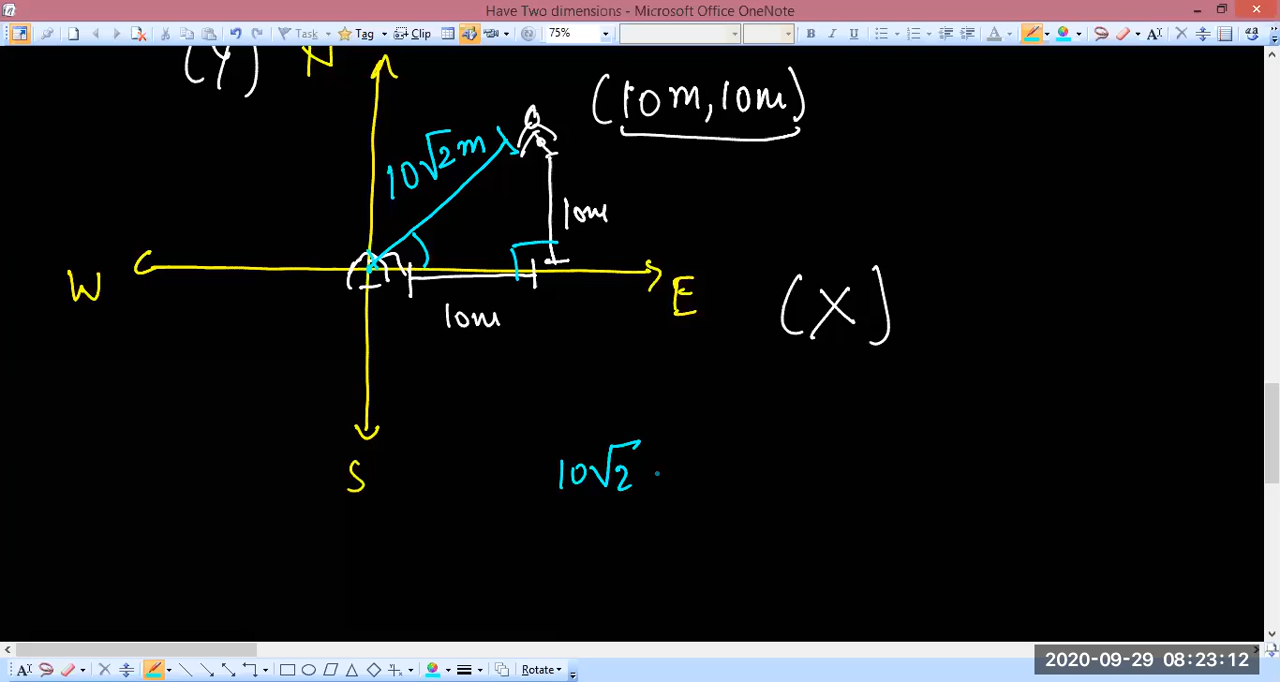 Have Two dimensions - Microsoft Office OneNote
Task Tag Clip 75% B I U A
(Y) N
(10m, 10m)
10√2 m
10m
W
E
(X)
10m
S
10√2
2020-09-29 08:23:12
Rotate